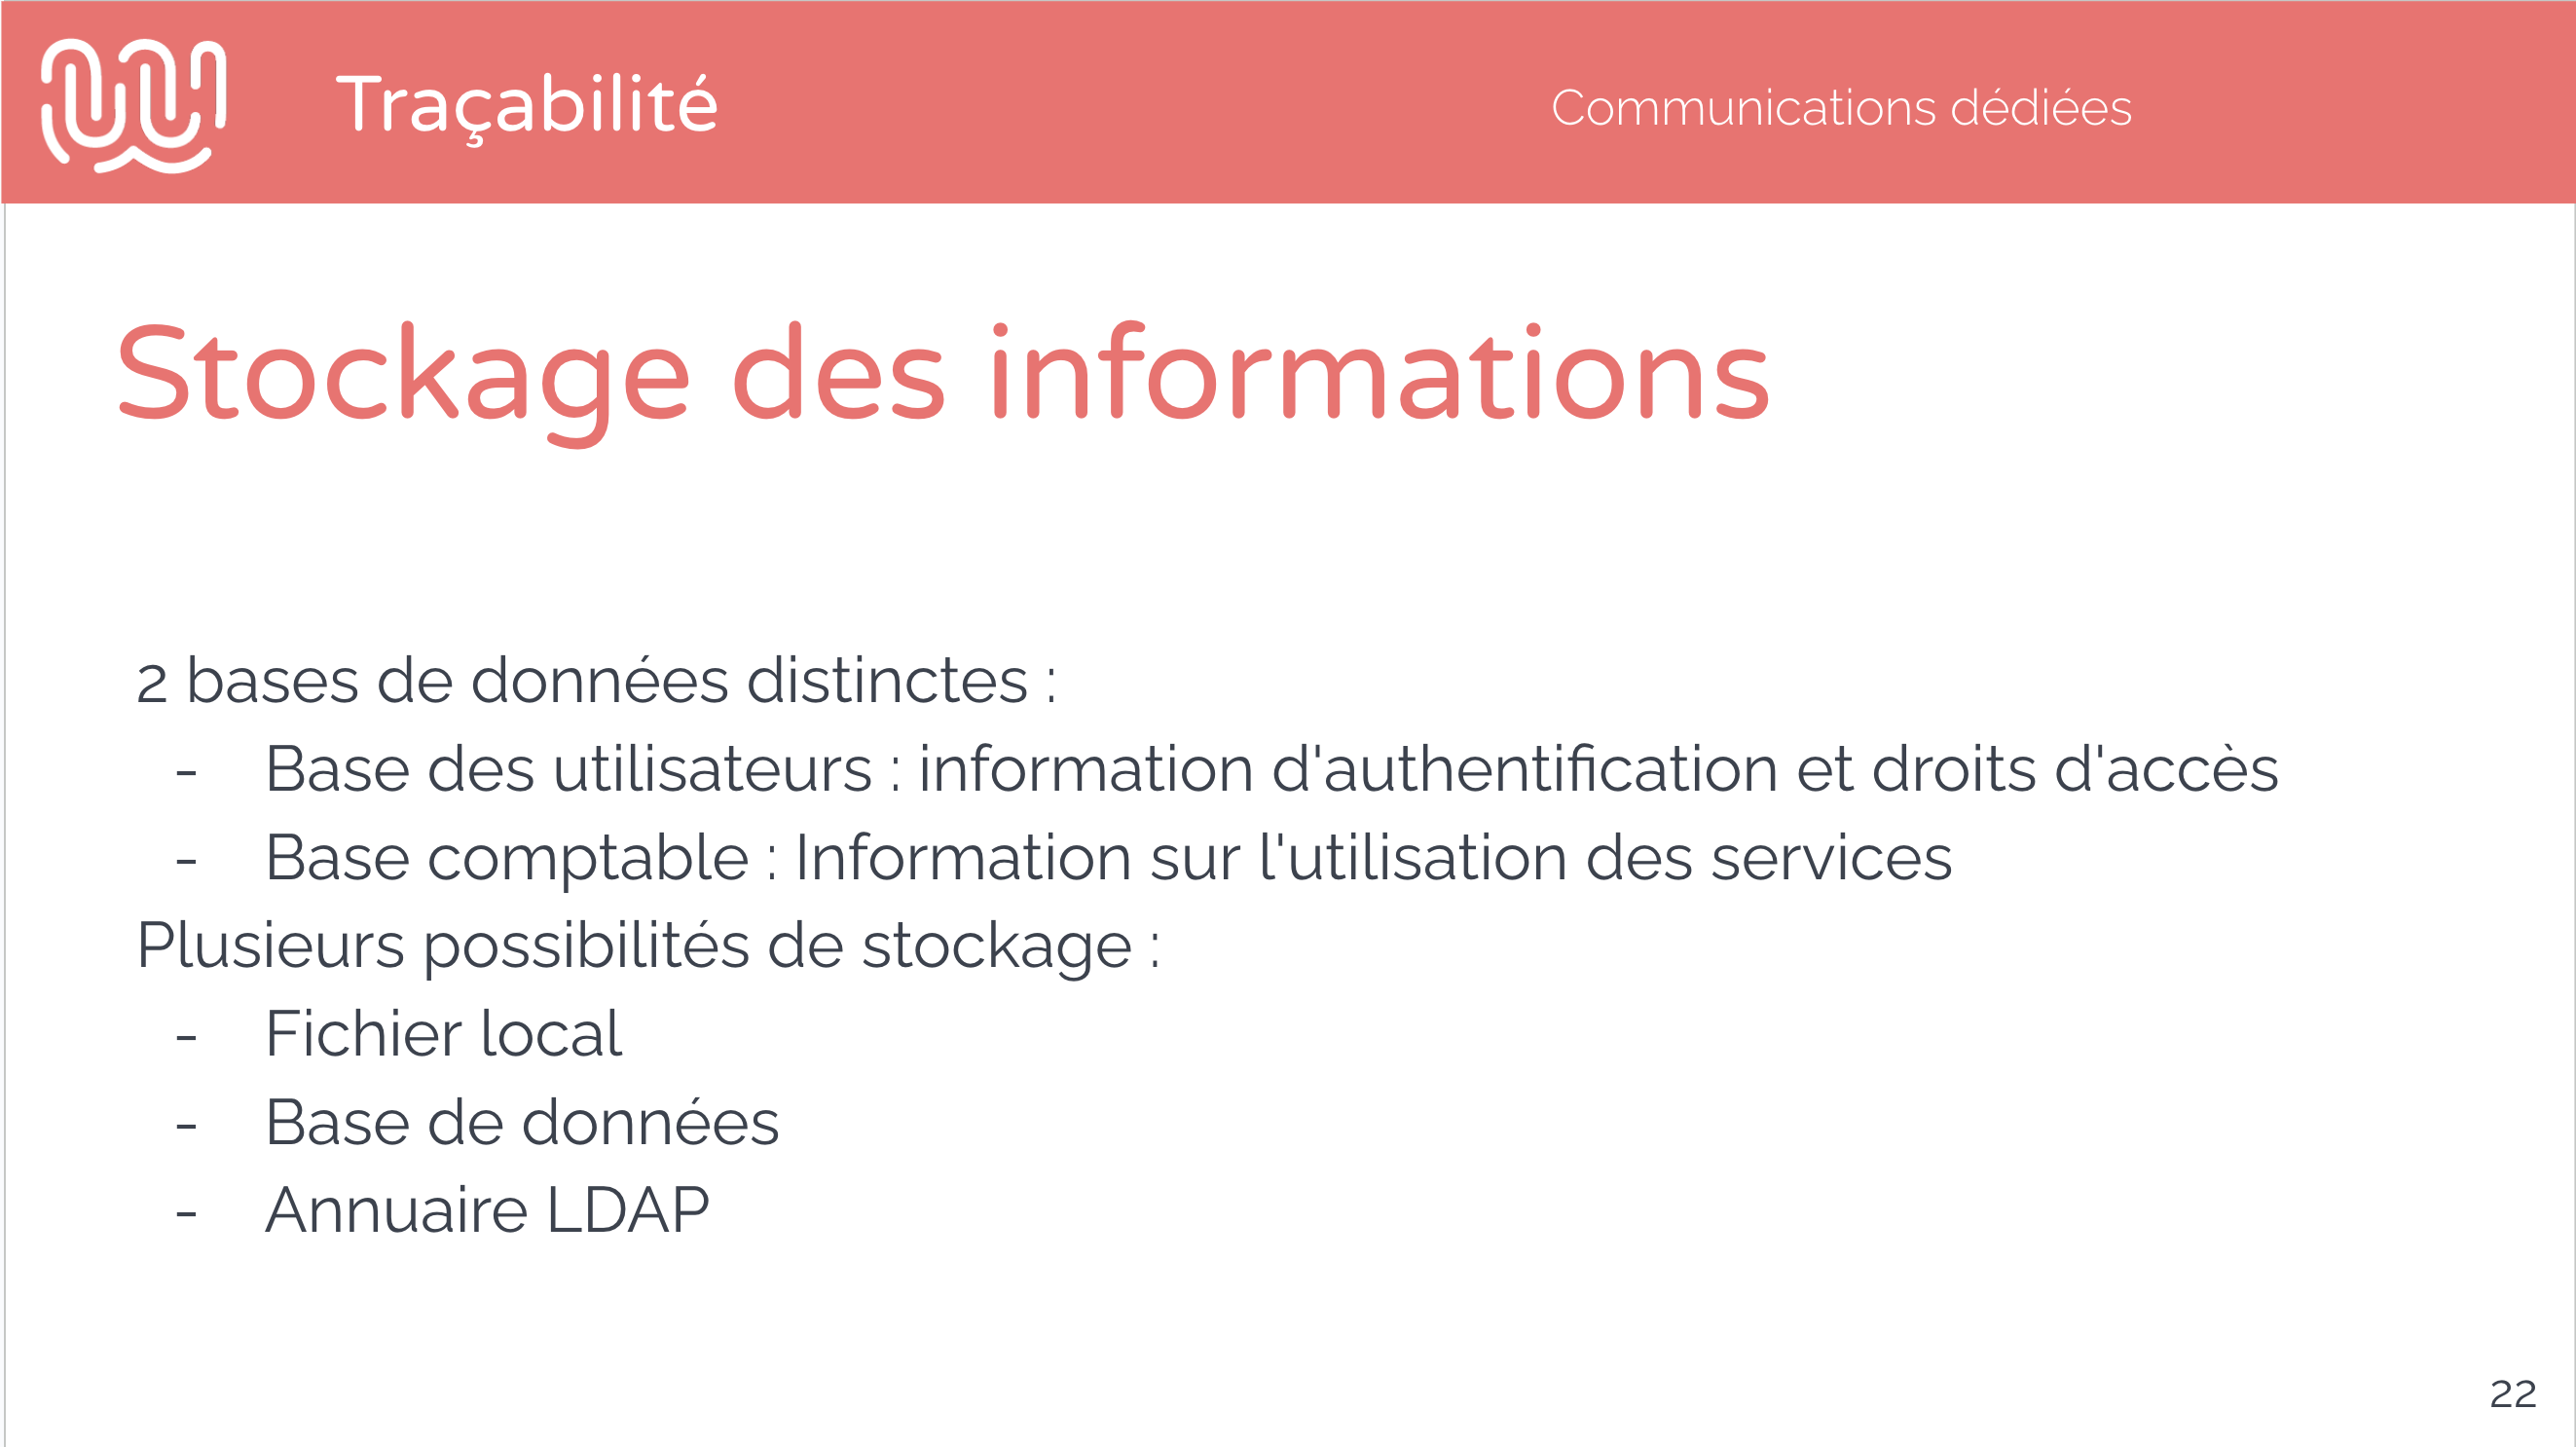 Traçabilité
Communications dédiées
Stockage des informations
2 bases de données distinctes :
- Base des utilisateurs : information d'authentification et droits d'accès
- Base comptable : Information sur l'utilisation des services
Plusieurs possibilités de stockage :
- Fichier local
- Base de données
- Annuaire LDAP
22